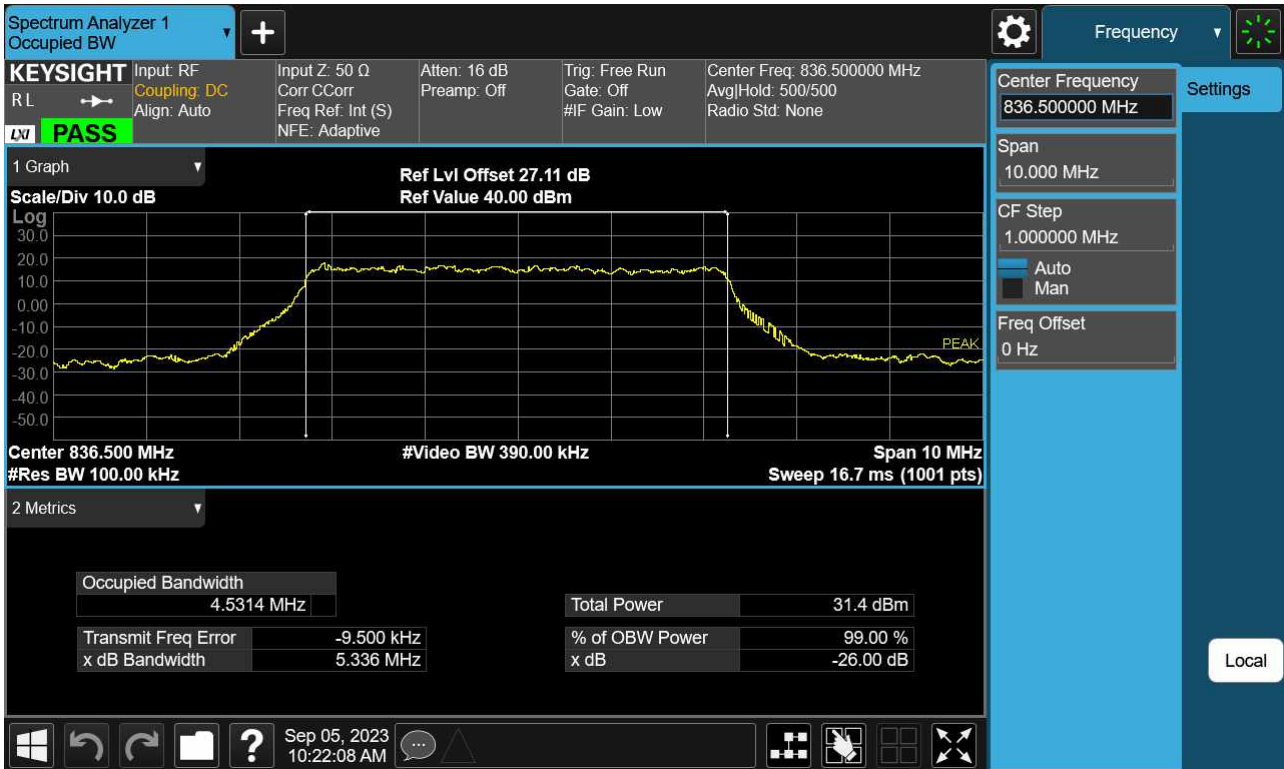 Spectrum Analyzer 1
Occupied BW
+
Frequency
KEYSIGHT
R L
LXI
PASS
Input: RF
Coupling: DC
Align: Auto
Input Z: 50 Ω
Corr CCorr
Freq Ref: Int (S)
NFE: Adaptive
Atten: 16 dB
Preamp: Off
Trig: Free Run
Gate: Off
#IF Gain: Low
Center Freq: 836.500000 MHz
Avg|Hold: 500/500
Radio Std: None
Center Frequency
836.500000 MHz
Settings
Span
10.000 MHz
CF Step
1.000000 MHz
Auto
Man
Freq Offset
0 Hz
Local
1 Graph
Ref Lvl Offset 27.11 dB
Scale/Div 10.0 dB
Ref Value 40.00 dBm
Log
30.0
20.0
10.0
0.00
-10.0
-20.0
-30.0
-40.0
-50.0
PEAK
Center 836.500 MHz
#Video BW 390.00 kHz
Span 10 MHz
#Res BW 100.00 kHz
Sweep 16.7 ms (1001 pts)
2 Metrics
Occupied Bandwidth
4.5314 MHz
Total Power 31.4 dBm
Transmit Freq Error -9.500 kHz
% of OBW Power 99.00 %
x dB Bandwidth 5.336 MHz
x dB -26.00 dB
?
Sep 05, 2023
10:22:08 AM